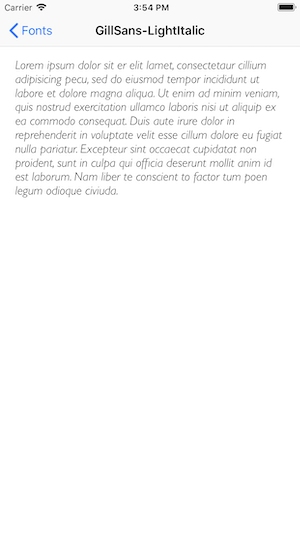 Carrier 3:54 PM
Fonts GillSans-LightItalic
Lorem ipsum dolor sit er elit lamet, consectetaur cillium
adipisicing pecu, sed do eiusmod tempor incididunt ut
labore et dolore magna aliqua. Ut enim ad minim veniam,
quis nostrud exercitation ullamco laboris nisi ut aliquip ex
ea commodo consequat. Duis aute irure dolor in
reprehenderit in voluptate velit esse cillum dolore eu fugiat
nulla pariatur. Excepteur sint occaecat cupidatat non
proident, sunt in culpa qui officia deserunt mollit anim id
est laborum. Nam liber te conscient to factor tum poen
legum odioque civiuda.